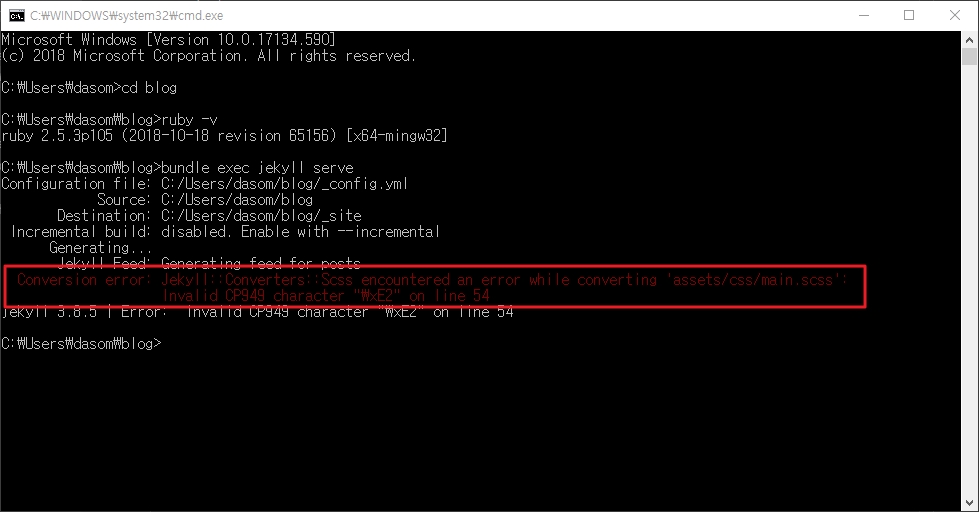 C:₩WINDOWS₩system32₩cmd.exe
Microsoft Windows [Version 10.0.17134.590]
(c) 2018 Microsoft Corporation. All rights reserved.
C:₩Users₩dasom>cd blog
C:₩Users₩dasom₩blog>ruby -v
ruby 2.5.3p105 (2018-10-18 revision 65156) [x64-mingw32]
C:₩Users₩dasom₩blog>bundle exec jekyll serve
Configuration file: C:/Users/dasom/blog/_config.yml
Source: C:/Users/dasom/blog
Destination: C:/Users/dasom/blog/_site
Incremental build: disabled. Enable with --incremental
Generating...
Jekyll Feed: Generating feed for posts
Conversion error: Jekyll::Converters::Scss encountered an error while converting 'assets/css/main.scss':
Invalid CP949 character "₩xE2" on line 54
jekyll 3.8.5 | Error:  Invalid CP949 character "₩xE2" on line 54
C:₩Users₩dasom₩blog>